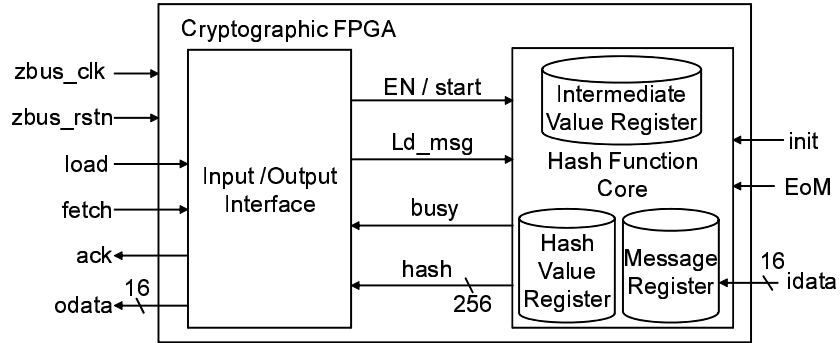 Cryptographic FPGA
zbus_clk
zbus_rstn
load
fetch
ack
odata
16
Input /Output
Interface
EN / start
Ld_msg
busy
hash
256
Intermediate
Value Register
Hash Function
Core
Hash
Value
Register
Message
Register
init
EoM
16
idata